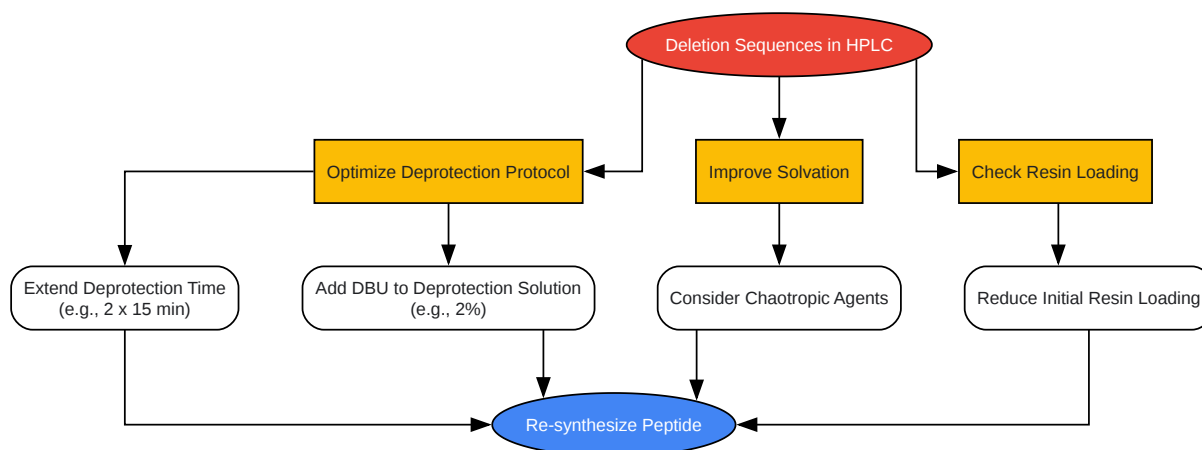 Deletion Sequences in HPLC
Optimize Deprotection Protocol
Improve Solvation
Check Resin Loading
Extend Deprotection Time
(e.g., 2 x 15 min)
Add DBU to Deprotection Solution
(e.g., 2%)
Consider Chaotropic Agents
Reduce Initial Resin Loading
Re-synthesize Peptide